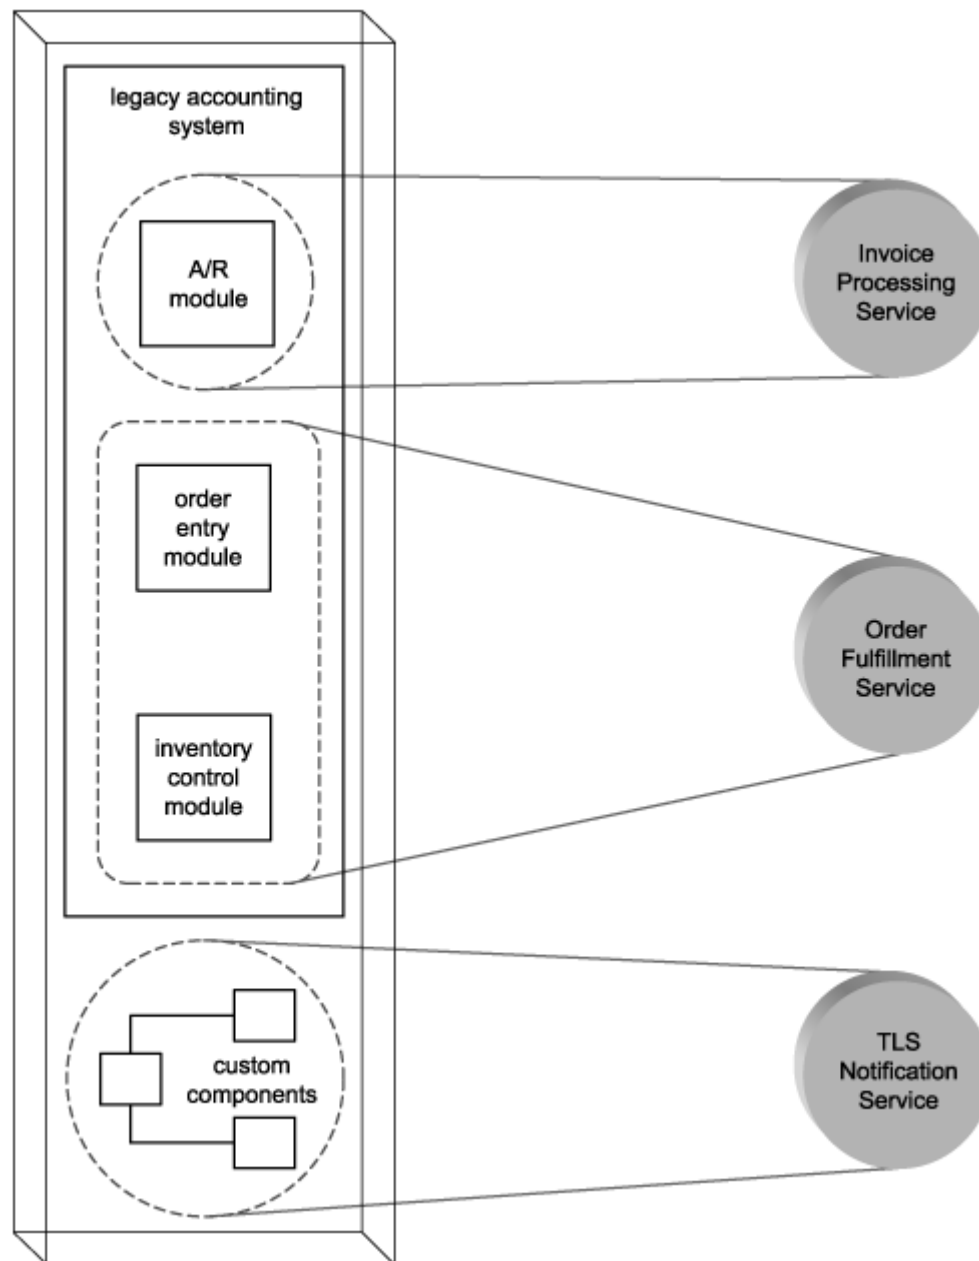 legacy accounting
system
A/R
module
Invoice
Processing
Service
order
entry
module
Order
Fulfillment
Service
inventory
control
module
custom
components
TLS
Notification
Service